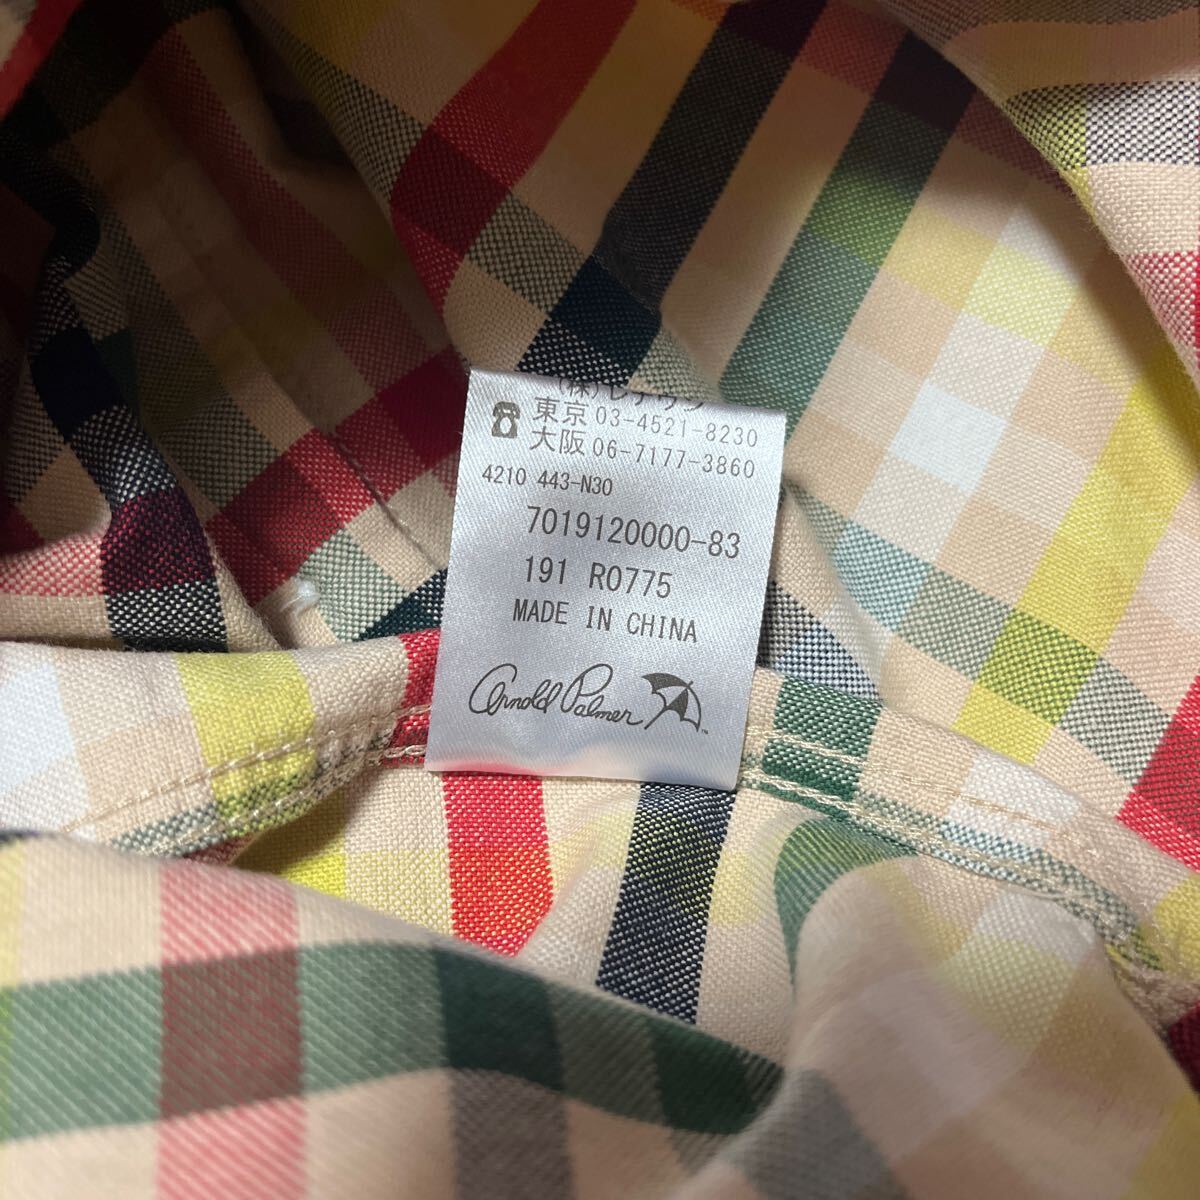 (株)レナウン
東京 03-4521-8230
大阪 06-7177-3860
4210 443-N30
7019120000-83
191 R0775
MADE IN CHINA
Arnold Palmer TM